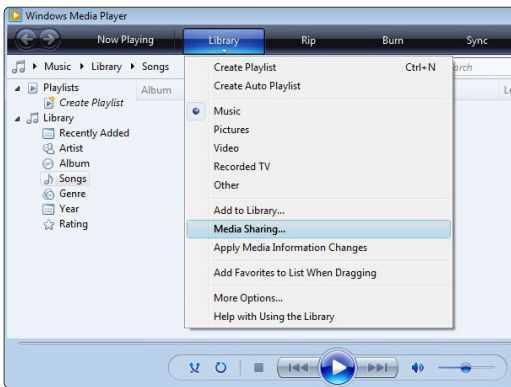 Windows Media Player
Now Playing Library Rip Burn Sync
Music Library Songs
Playlists
Create Playlist
Library
Recently Added
Artist
Album
Songs
Genre
Year
Rating
Album
Create Playlist Ctrl+N
Create Auto Playlist
Music
Pictures
Video
Recorded TV
Other
Add to Library...
Media Sharing...
Apply Media Information Changes
Add Favorites to List When Dragging
More Options...
Help with Using the Library